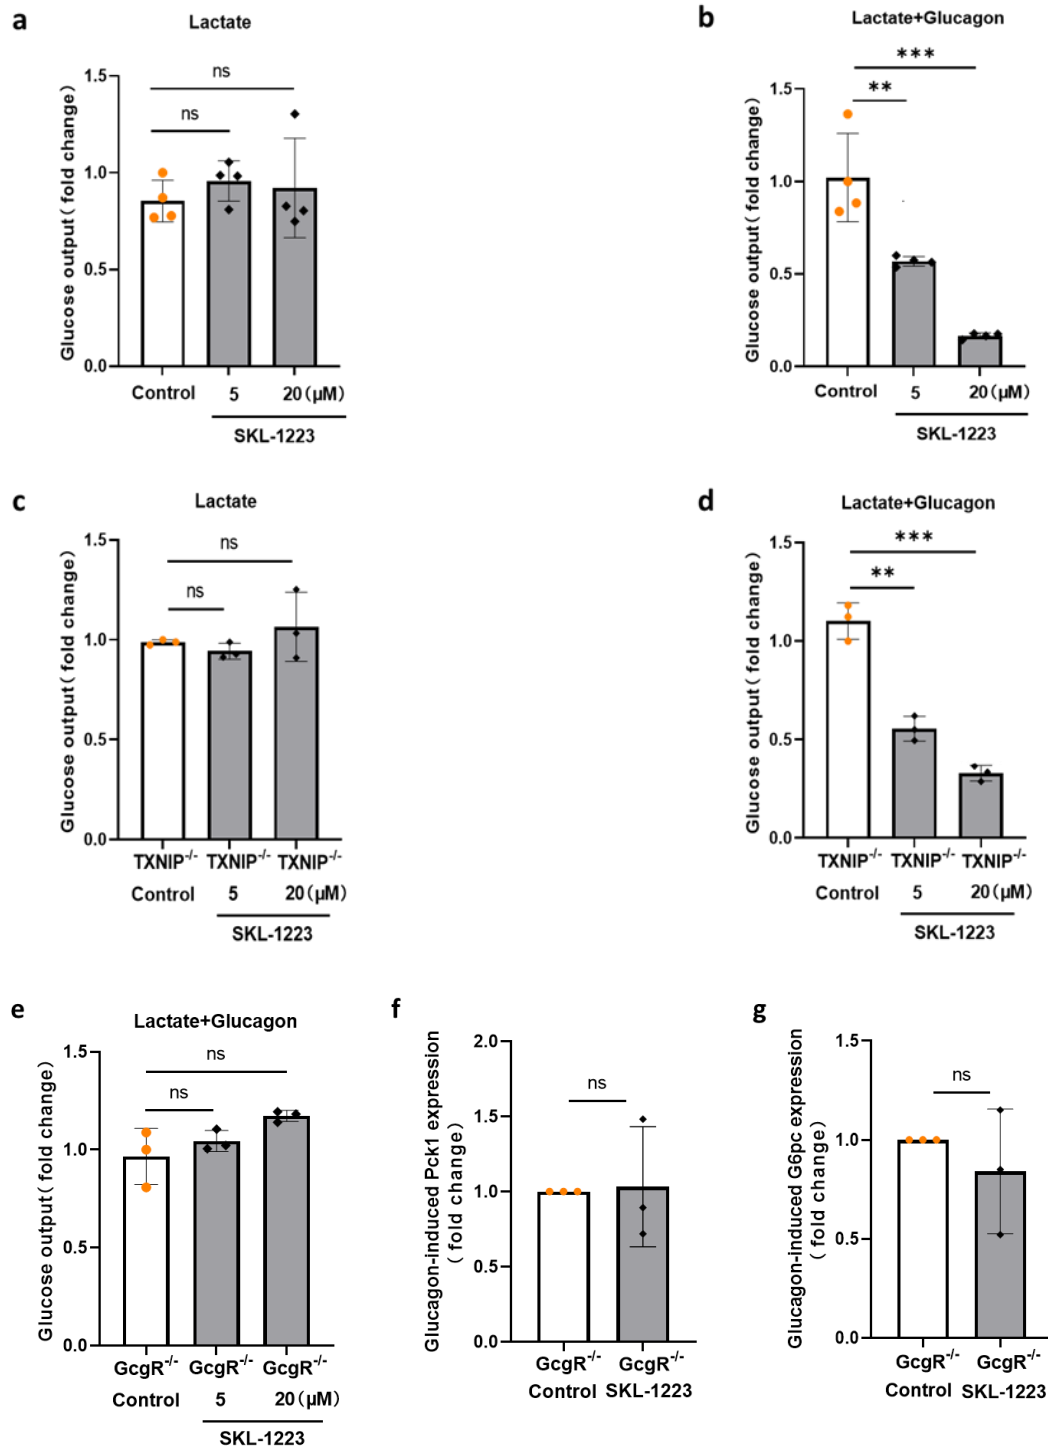 a
Lactate
Glucose output( fold change)
1.5
1.0
0.5
0.0
ns
ns
Control 5 20(μM)
SKL-1223
b
Lactate+Glucagon
Glucose output( fold change)
1.5
1.0
0.5
0.0
***
**
Control 5 20(μM)
SKL-1223
c
Lactate
Glucose output( fold change)
1.5
1.0
0.5
0.0
ns
ns
TXNIP-/- TXNIP-/- TXNIP-/-
Control 5 20(μM)
SKL-1223
d
Lactate+Glucagon
Glucose output( fold change)
1.5
1.0
0.5
0.0
***
**
TXNIP-/- TXNIP-/- TXNIP-/-
Control 5 20(μM)
SKL-1223
e
Lactate+Glucagon
Glucose output( fold change)
1.5
1.0
0.5
0.0
ns
ns
GcgR-/- GcgR-/- GcgR-/-
Control 5 20(μM)
SKL-1223
f
Glucagon-induced Pck1 expression
( fold change)
2.0
1.5
1.0
0.5
0.0
ns
GcgR-/- GcgR-/-
Control SKL-1223
g
Glucagon-induced G6pc expression
( fold change)
1.5
1.0
0.5
0.0
ns
GcgR-/- GcgR-/-
Control SKL-1223